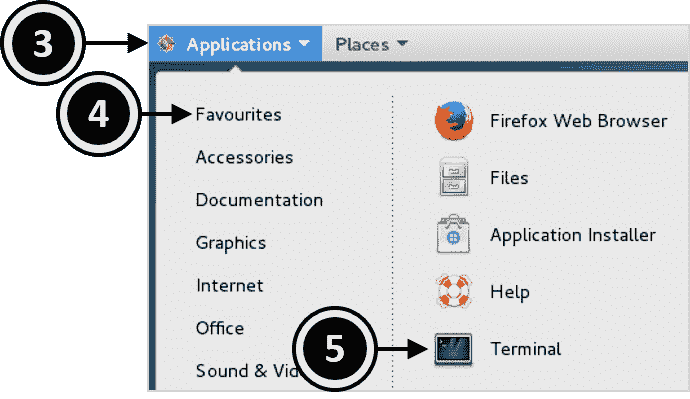 3 Applications Places
4 Favourites Firefox Web Browser
Accessories Files
Documentation
Graphics Application Installer
Internet Help
Office
5 Terminal
Sound &